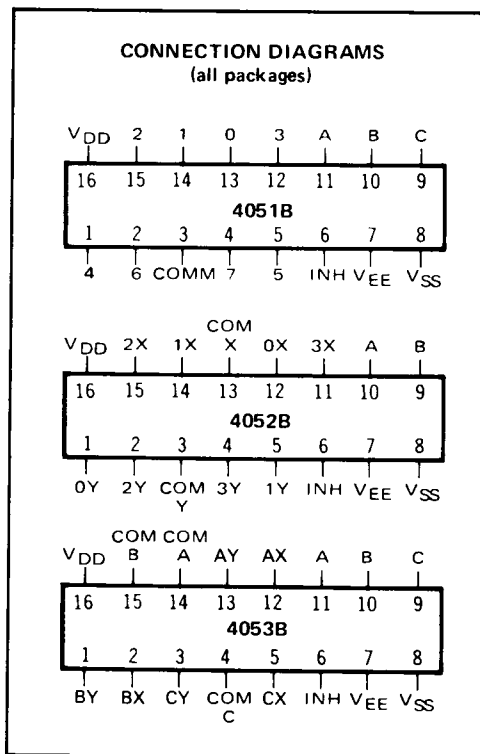 CONNECTION DIAGRAMS
(all packages)
VDD 2 1 0 3 A B C
16 15 14 13 12 11 10 9
4051B
1 2 3 4 5 6 7 8
4 6 COMM 7 5 INH VEE VSS
COM
VDD 2X 1X X 0X 3X A B
16 15 14 13 12 11 10 9
4052B
1 2 3 4 5 6 7 8
0Y 2Y COM 3Y 1Y INH VEE VSS
Y
COM COM
VDD B A AY AX A B C
16 15 14 13 12 11 10 9
4053B
1 2 3 4 5 6 7 8
BY BX CY COM CX INH VEE VSS
C